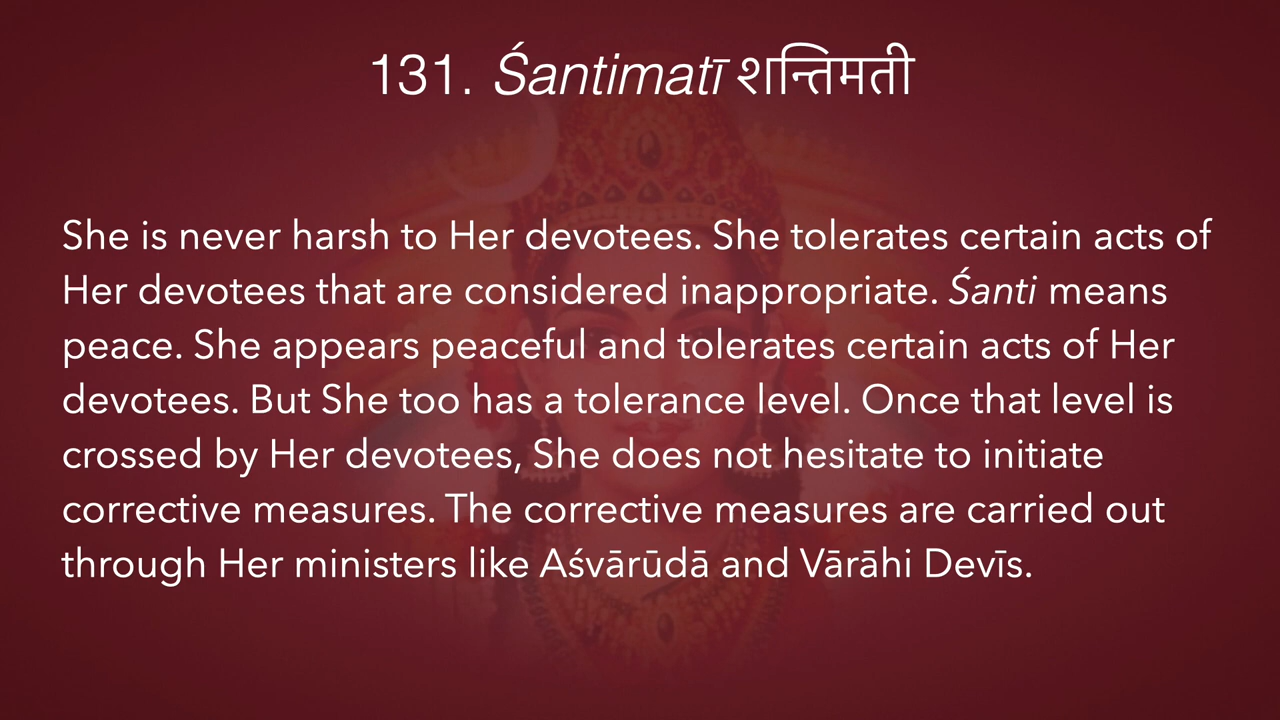 131. Śantimatī शन्तिमती
She is never harsh to Her devotees. She tolerates certain acts of
Her devotees that are considered inappropriate. Śanti means
peace. She appears peaceful and tolerates certain acts of Her
devotees. But She too has a tolerance level. Once that level is
crossed by Her devotees, She does not hesitate to initiate
corrective measures. The corrective measures are carried out
through Her ministers like Aśvārūdā and Vārāhi Devīs.